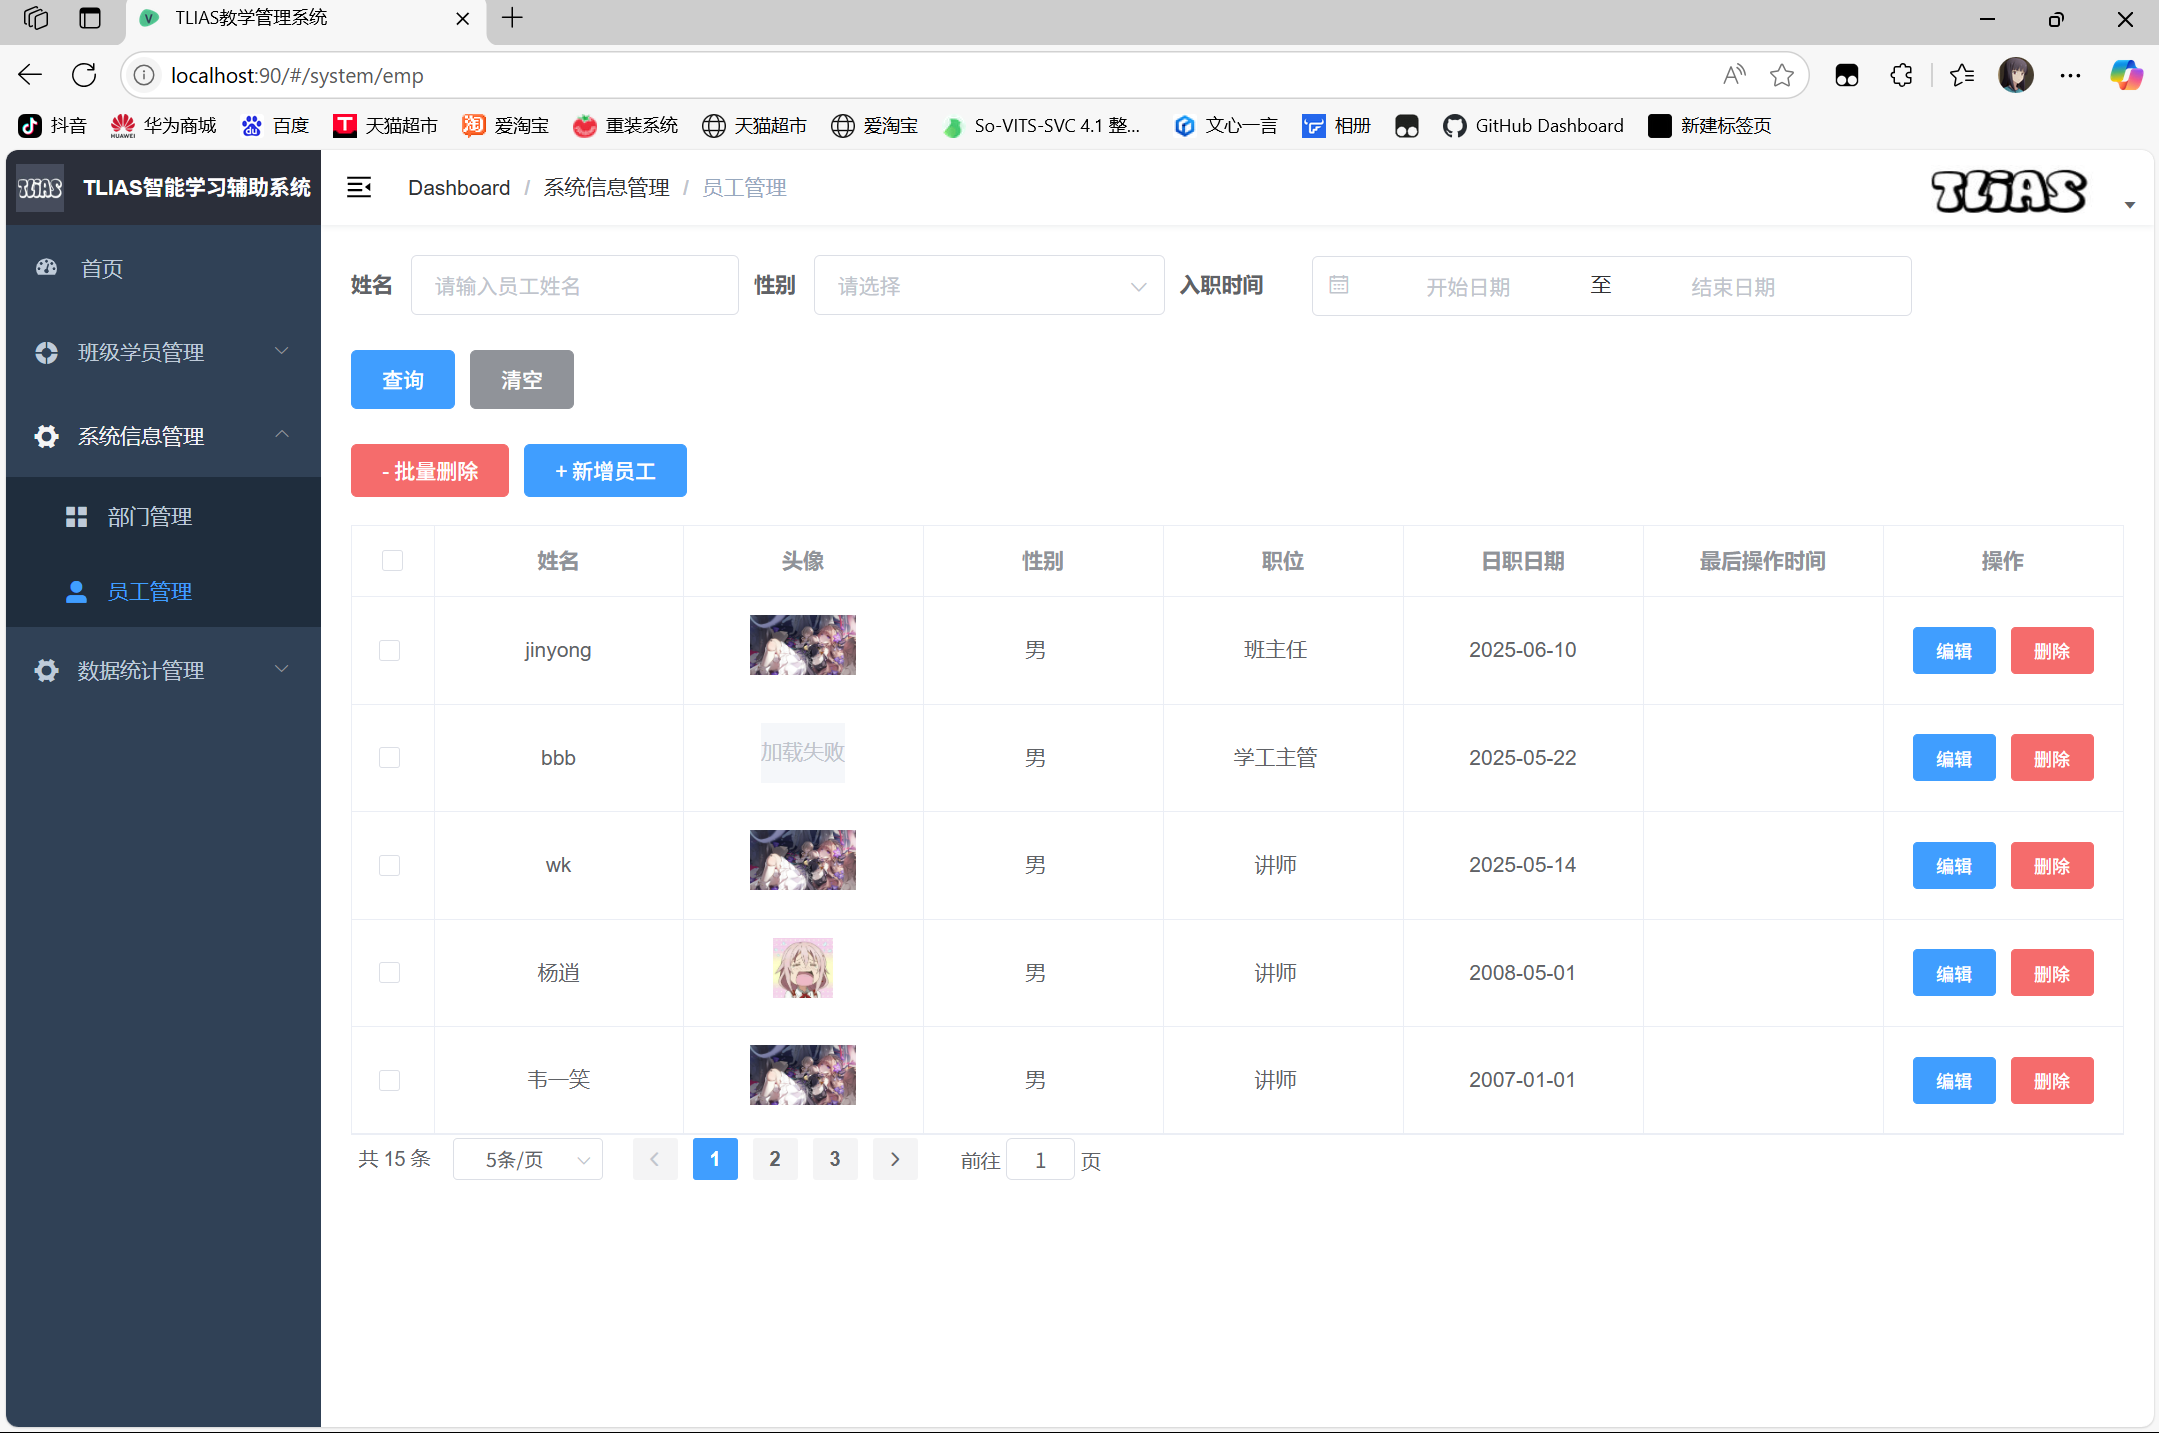 TLIAS教学管理系统
localhost:90/#/system/emp
抖音 华为商城 百度 天猫超市 爱淘宝 重装系统 天猫超市 爱淘宝 So-VITS-SVC 4.1 整... 文心一言 相册 GitHub Dashboard 新建标签页
TLIAS TLIAS智能学习辅助系统
Dashboard / 系统信息管理 / 员工管理
TLiAS
首页
班级学员管理
系统信息管理
部门管理
员工管理
数据统计管理
姓名 请输入员工姓名 性别 请选择 入职时间 开始日期 至 结束日期
查询 清空
- 批量删除 + 新增员工
姓名 头像 性别 职位 日职日期 最后操作时间 操作
jinyong 男 班主任 2025-06-10 编辑 删除
bbb 加载失败 男 学工主管 2025-05-22 编辑 删除
wk 男 讲师 2025-05-14 编辑 删除
杨逍 男 讲师 2008-05-01 编辑 删除
韦一笑 男 讲师 2007-01-01 编辑 删除
共 15 条 5条/页 1 2 3 前往 1 页